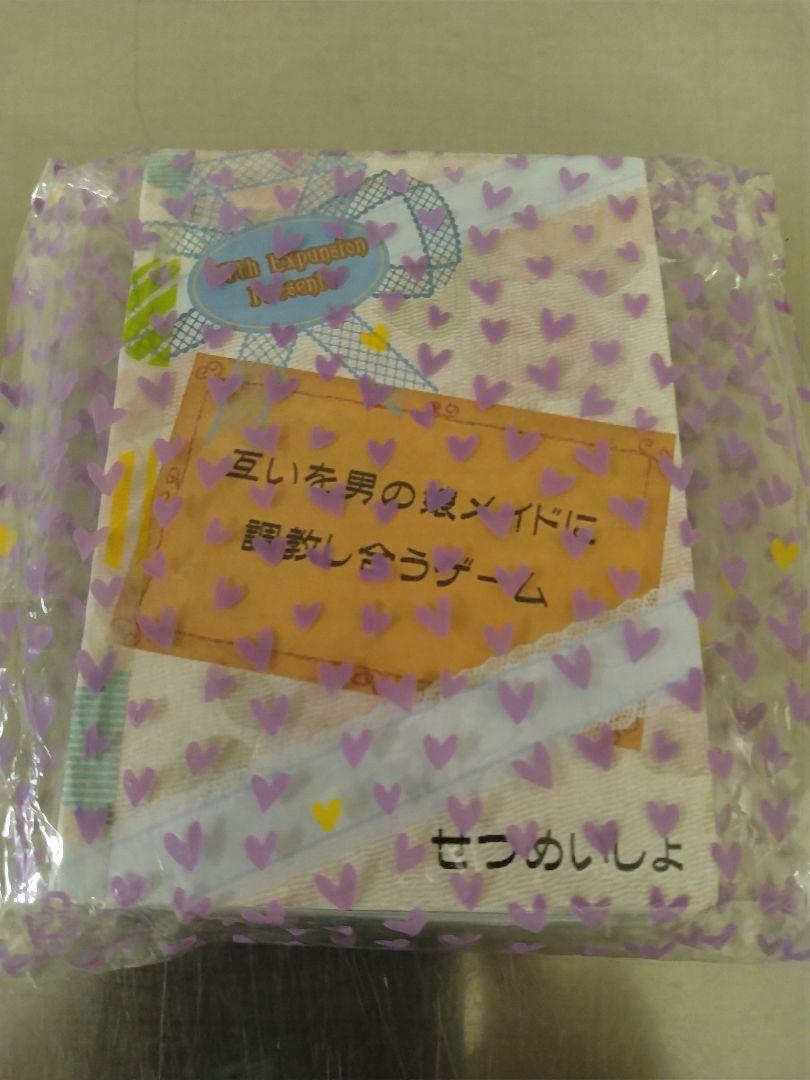 Expansion
互いを男の娘メイドに
調教し合うゲーム
せつめいしょ